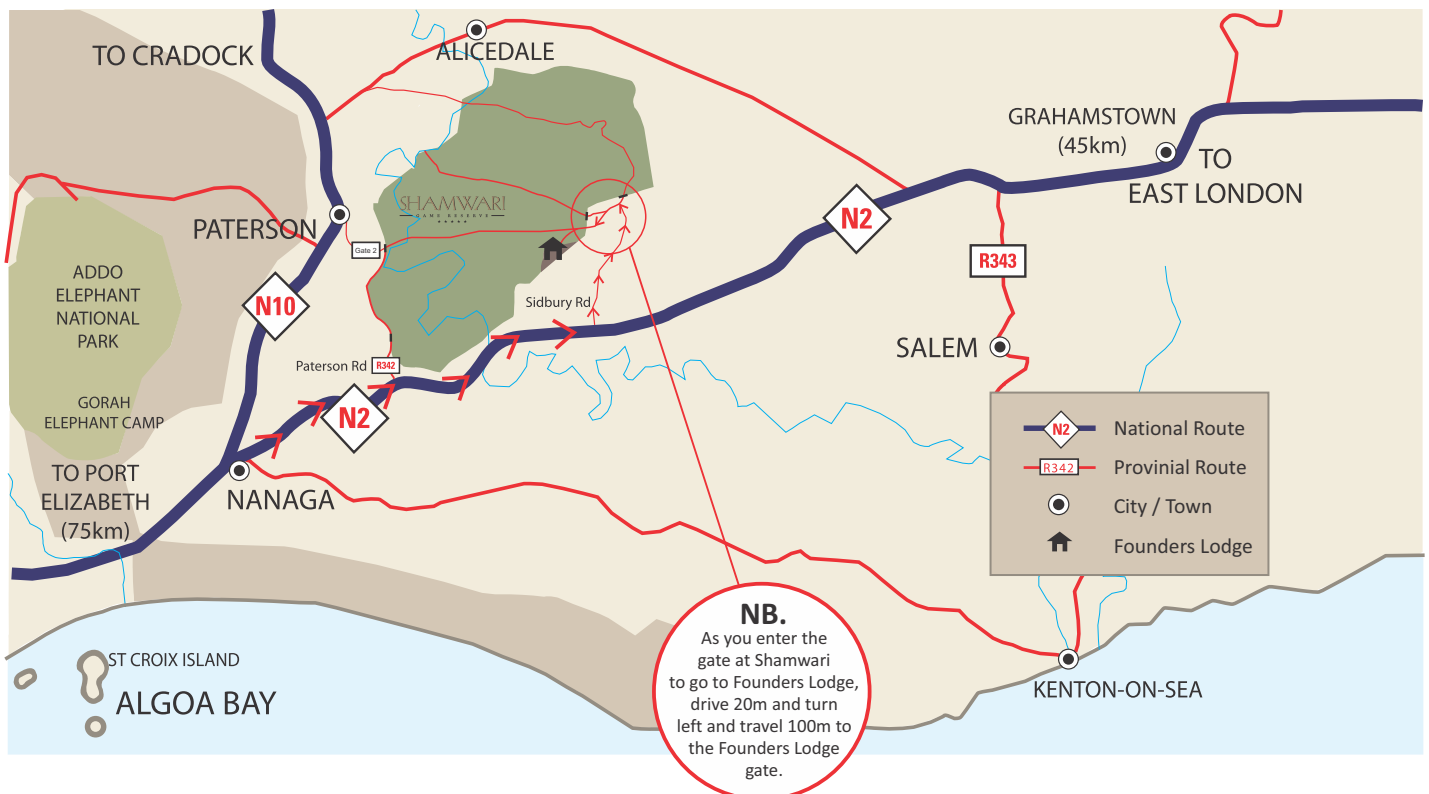 TO CRADOCK
ALICEDALE
GRAHAMSTOWN
(45km)
TO
EAST LONDON
SHAMWARI
GAME RESERVE
PATERSON
Gate 2
N2
R343
ADDO
ELEPHANT
NATIONAL
PARK
N10
Sidbury Rd
SALEM
Paterson Rd
R342
GORAH
ELEPHANT CAMP
N2
TO PORT
ELIZABETH
(75km)
NANAGA
N2
National Route
R342
Provinial Route
City / Town
Founders Lodge
NB.
As you enter the
gate at Shamwari
to go to Founders Lodge,
drive 20m and turn
left and travel 100m to
the Founders Lodge
gate.
ST CROIX ISLAND
ALGOA BAY
KENTON-ON-SEA